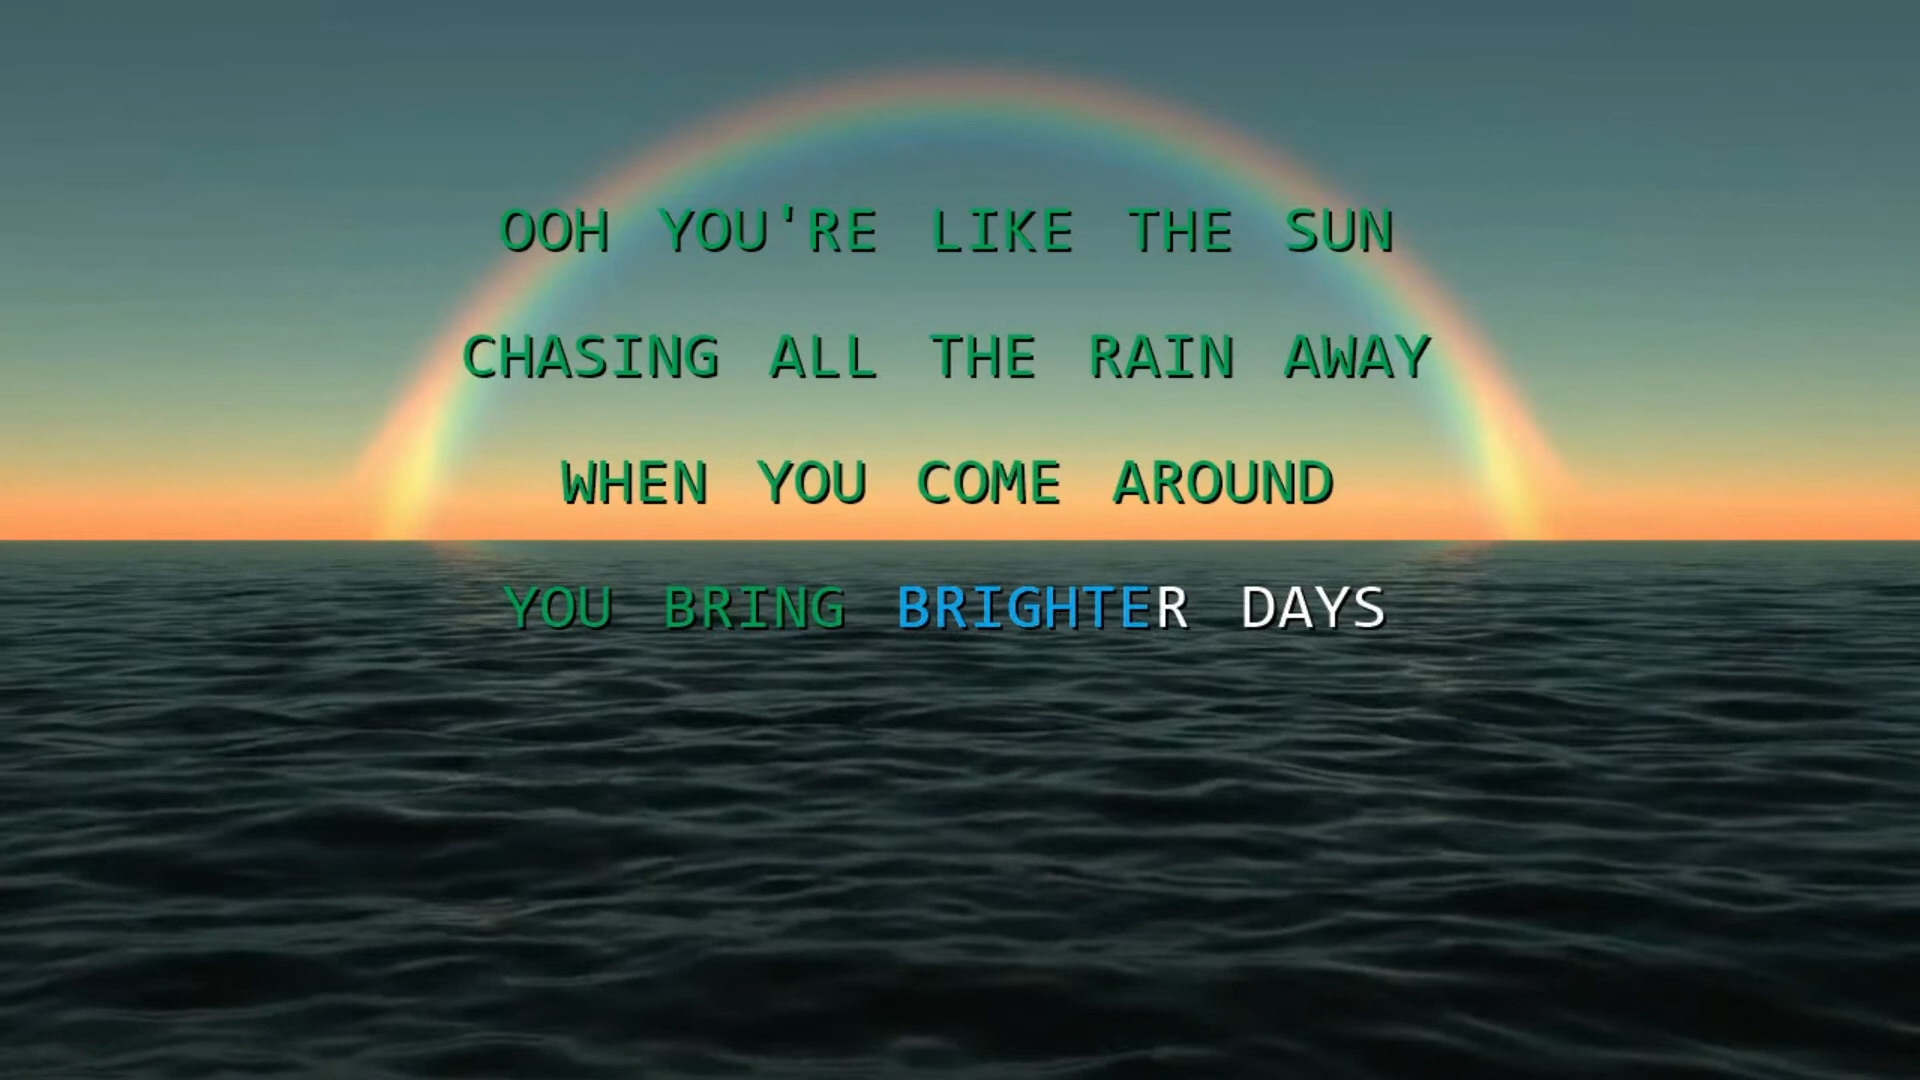 OOH YOU'RE LIKE THE SUN
CHASING ALL THE RAIN AWAY
WHEN YOU COME AROUND
YOU BRING BRIGHTER DAYS